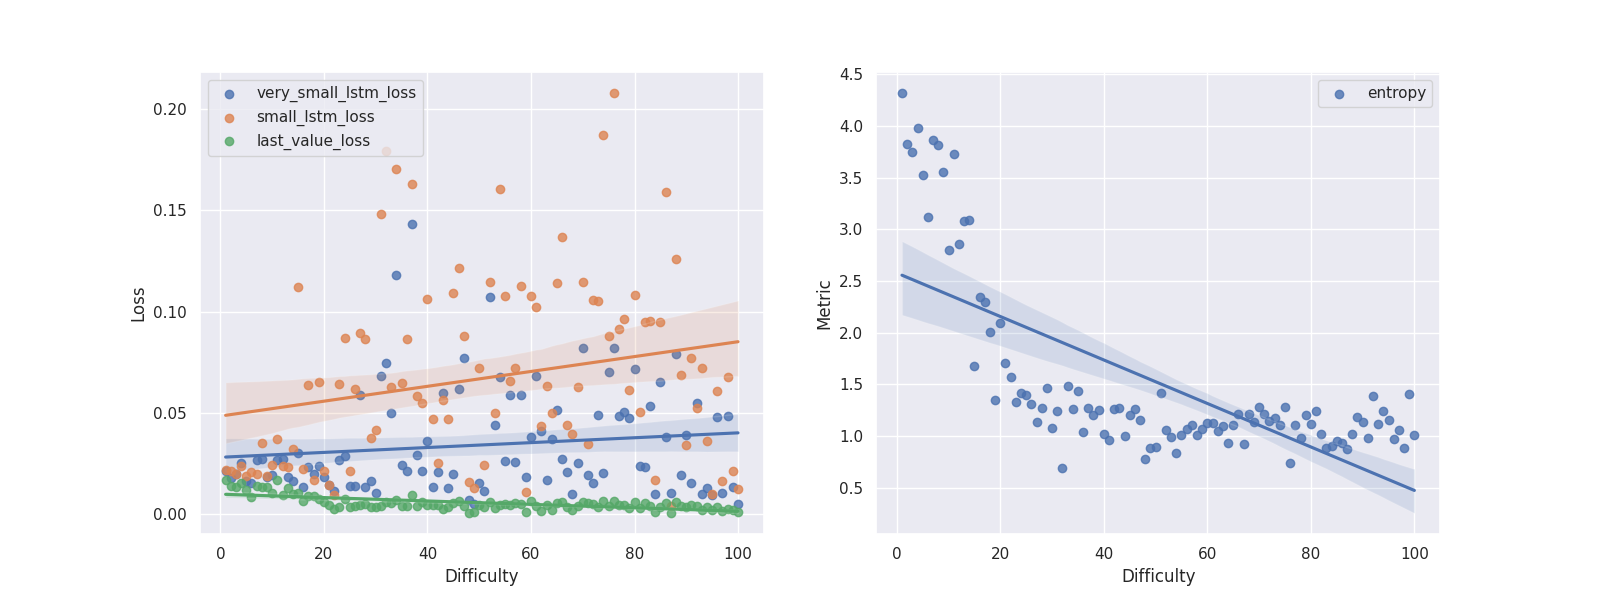 very_small_lstm_loss
small_lstm_loss
last_value_loss
0.20
0.15
0.10
0.05
0.00
Loss
0 20 40 60 80 100
Difficulty
entropy
4.5
4.0
3.5
3.0
2.5
2.0
1.5
1.0
0.5
Metric
0 20 40 60 80 100
Difficulty